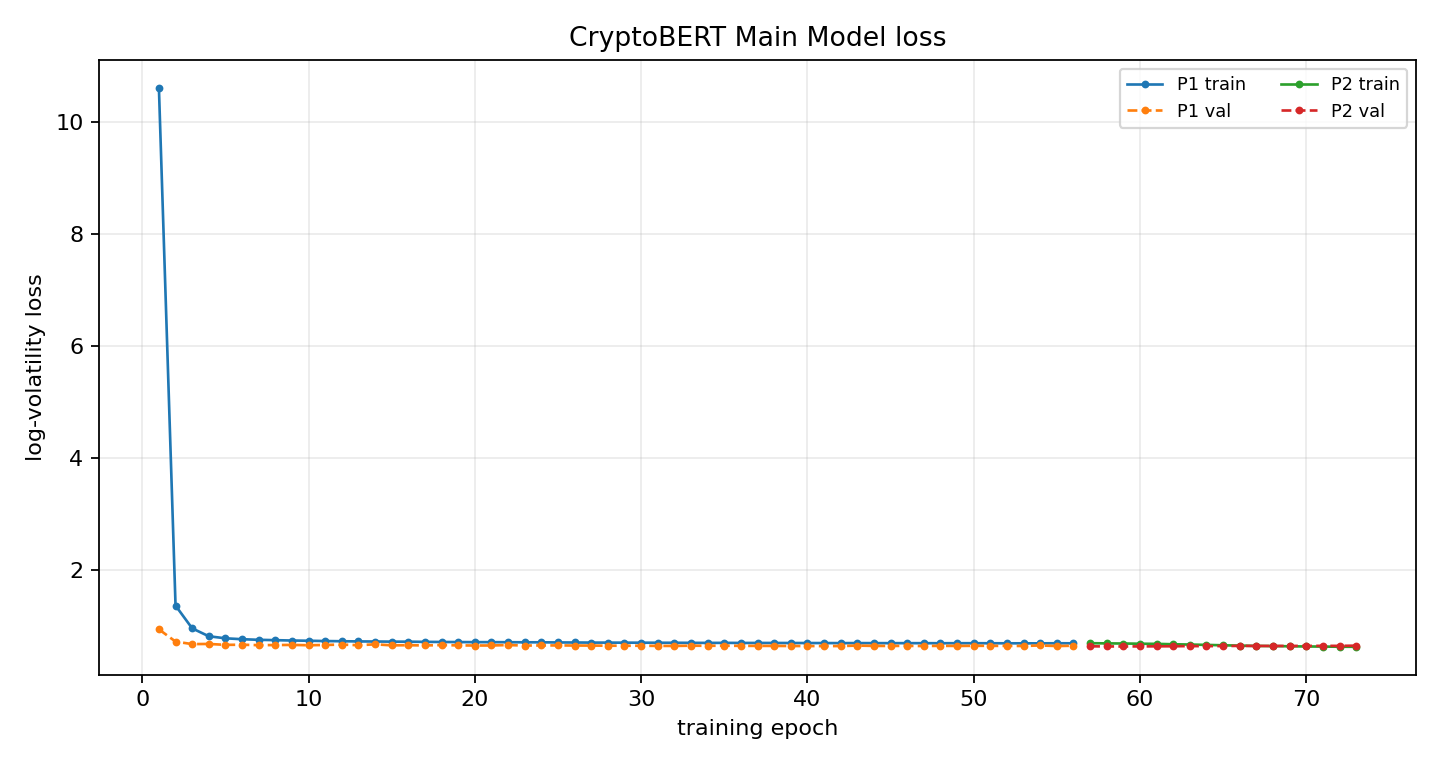 CryptoBERT Main Model loss
P1 train
P1 val
P2 train
P2 val
log-volatility loss
10
8
6
4
2
0 10 20 30 40 50 60 70
training epoch